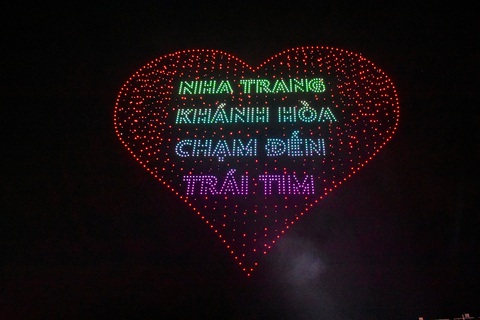 NHA TRANG
KHÁNH HÒA
CHẠM ĐẾN
TRÁI TIM